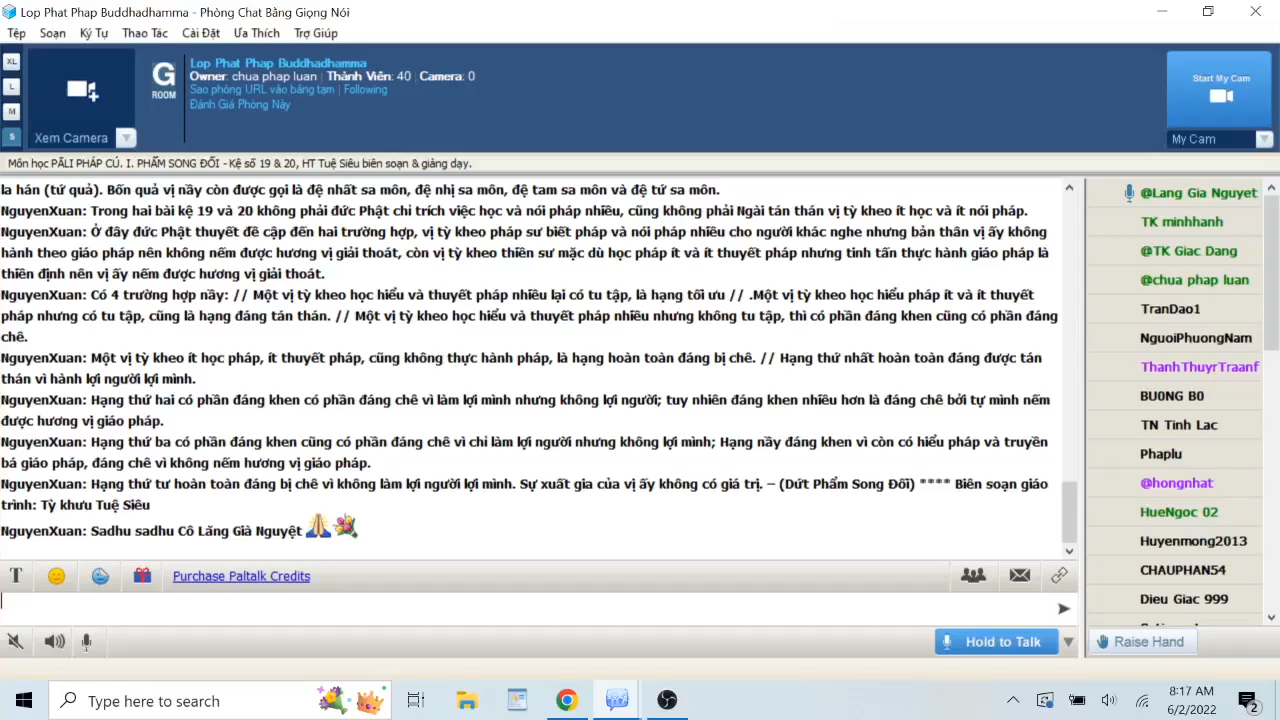 Lop Phat Phap Buddhadhamma - Phòng Chat Bằng Giọng Nói
Tệp Soạn Ký Tự Thao Tác Cài Đặt Ưa Thích Trợ Giúp
XL
L
M
S
Xem Camera
G
ROOM
Lop Phat Phap Buddhadhamma
Owner: chua phap luan | Thành Viên: 40 | Camera: 0
Sao phòng URL vào bảng tạm | Following
Đánh Giá Phòng Này
Start My Cam
My Cam
Môn học PĀLI PHÁP CÚ. I. PHẨM SONG ĐỐI - Kệ số 19 & 20, HT Tuệ Siêu biên soạn & giảng dạy.
la hán (tứ quả). Bốn quả vị nầy còn được gọi là đệ nhất sa môn, đệ nhị sa môn, đệ tam sa môn và đệ tứ sa môn.
NguyenXuan: Trong hai bài kệ 19 và 20 không phải đức Phật chỉ trích việc học và nói pháp nhiều, cũng không phải Ngài tán thán vị tỳ kheo ít học và ít nói pháp.
NguyenXuan: Ở đây đức Phật thuyết đề cập đến hai trường hợp, vị tỳ kheo pháp sư biết pháp và nói pháp nhiều cho người khác nghe nhưng bản thân vị ấy không
hành theo giáo pháp nên không nếm được hương vị giải thoát, còn vị tỳ kheo thiền sư mặc dù học pháp ít và ít thuyết pháp nhưng tinh tấn thực hành giáo pháp là
thiền định nên vị ấy nếm được hương vị giải thoát.
NguyenXuan: Có 4 trường hợp nầy: // Một vị tỳ kheo học hiểu và thuyết pháp nhiều lại có tu tập, là hạng tối ưu // .Một vị tỳ kheo học hiểu pháp ít và ít thuyết
pháp nhưng có tu tập, cũng là hạng đáng tán thán. // Một vị tỳ kheo học hiểu và thuyết pháp nhiều nhưng không tu tập, thì có phần đáng khen cũng có phần đáng
chê.
NguyenXuan: Một vị tỳ kheo ít học pháp, ít thuyết pháp, cũng không thực hành pháp, là hạng hoàn toàn đáng bị chê. // Hạng thứ nhất hoàn toàn đáng được tán
thán vì hành lợi người lợi mình.
NguyenXuan: Hạng thứ hai có phần đáng khen có phần đáng chê vì làm lợi mình nhưng không lợi người; tuy nhiên đáng khen nhiều hơn là đáng chê bởi tự mình nếm
được hương vị giáo pháp.
NguyenXuan: Hạng thứ ba có phần đáng khen cũng có phần đáng chê vì chỉ làm lợi người nhưng không lợi mình; Hạng nầy đáng khen vì còn có hiểu pháp và truyền
bá giáo pháp, đáng chê vì không nếm hương vị giáo pháp.
NguyenXuan: Hạng thứ tư hoàn toàn đáng bị chê vì không làm lợi người lợi mình. Sự xuất gia của vị ấy không có giá trị. – (Dứt Phẩm Song Đối) **** Biên soạn giáo
trình: Tỳ khưu Tuệ Siêu
NguyenXuan: Sadhu sadhu Cô Lăng Già Nguyệt
@Lang Gia Nguyet
TK minhhanh
@TK Giac Dang
@chua phap luan
TranDao1
NguoiPhuongNam
ThanhThuyrTraanf
BU0NG B0
TN Tinh Lac
Phaplu
@hongnhat
HueNgoc 02
Huyenmong2013
CHAUPHAN54
Dieu Giac 999
T
Purchase Paltalk Credits
Hold to Talk
Raise Hand
Type here to search
8:17 AM
6/2/2022
2